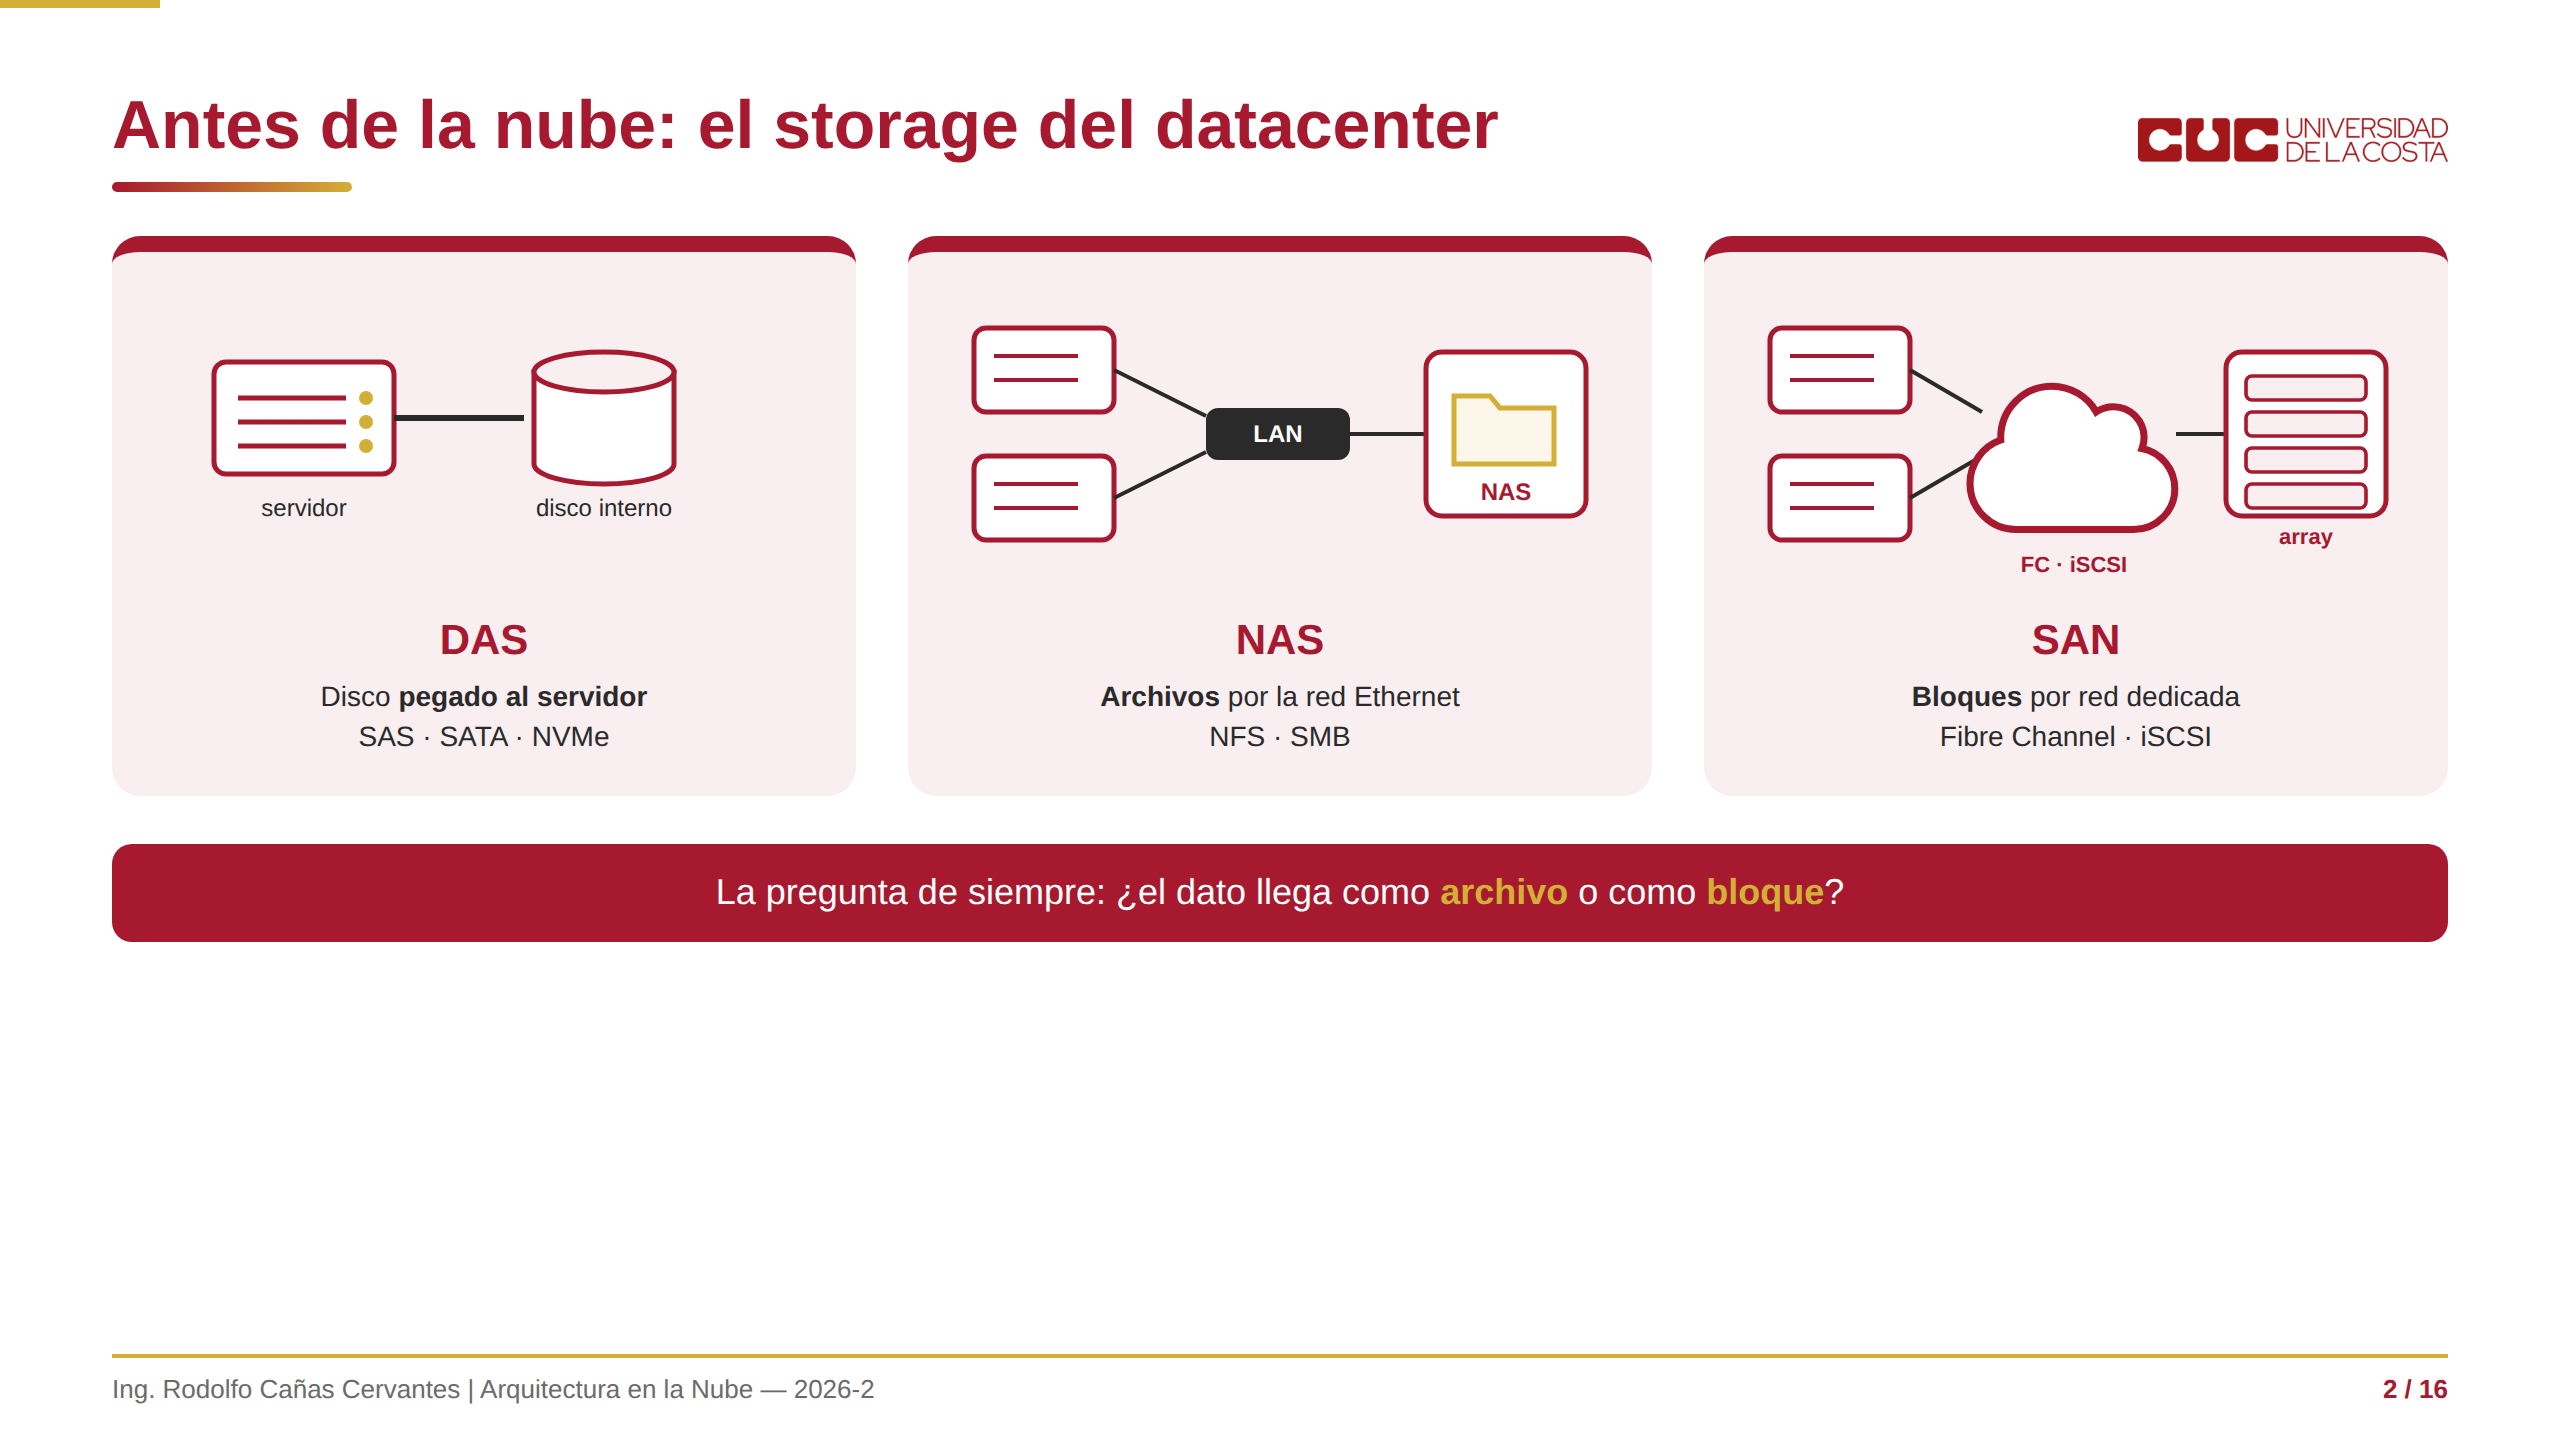 Antes de la nube: el storage del datacenter
CUC UNIVERSIDAD
DE LA COSTA
servidor
disco interno
DAS
Disco pegado al servidor
SAS · SATA · NVMe
LAN
NAS
NAS
Archivos por la red Ethernet
NFS · SMB
array
FC · iSCSI
SAN
Bloques por red dedicada
Fibre Channel · iSCSI
La pregunta de siempre: ¿el dato llega como archivo o como bloque?
Ing. Rodolfo Cañas Cervantes | Arquitectura en la Nube — 2026-2
2 / 16